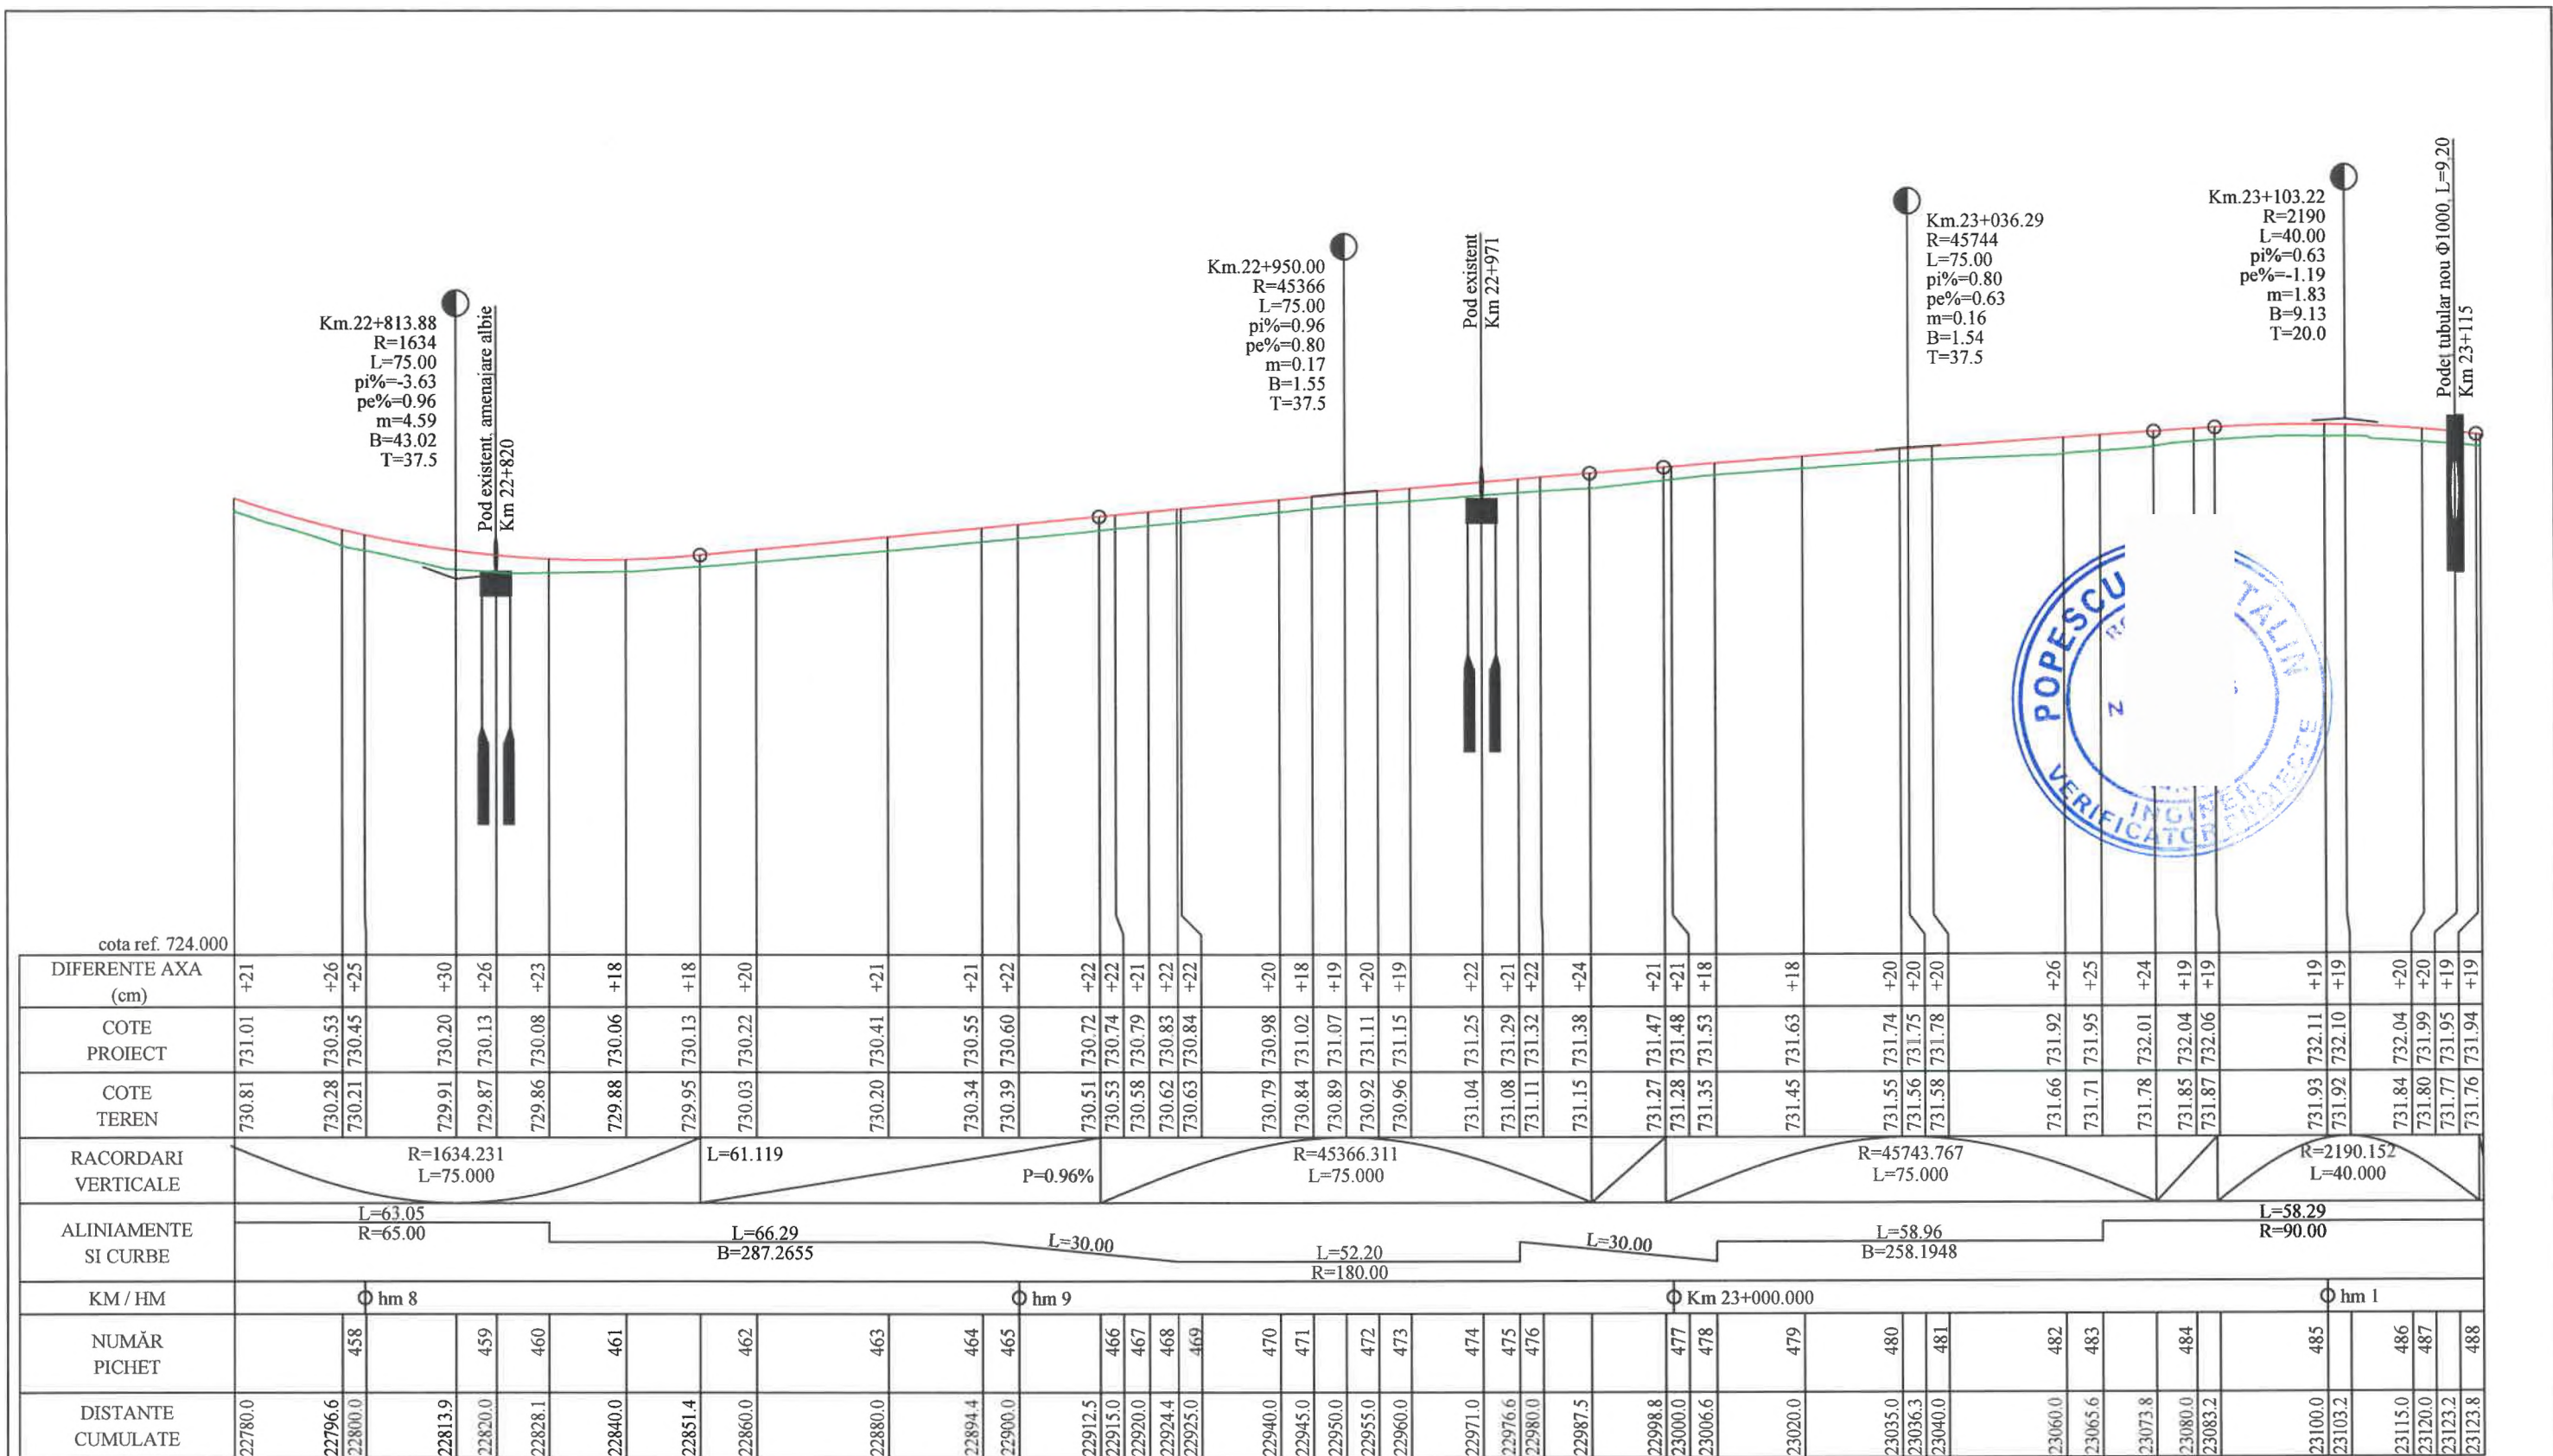 Km.22+813.88
R=1634
L=75.00
pi%=-3.63
pe%=0.96
m=4.59
B=43.02
T=37.5
Pod existent, amenajare albie
Km 22+820
Km.22+950.00
R=45366
L=75.00
pi%=0.96
pe%=0.80
m=0.17
B=1.55
T=37.5
Pod existent
Km 22+971
Km.23+036.29
R=45744
L=75.00
pi%=0.80
pe%=0.63
m=0.16
B=1.54
T=37.5
Km.23+103.22
R=2190
L=40.00
pi%=0.63
pe%=-1.19
m=1.83
B=9.13
T=20.0
Podeț tubular nou Φ1000, L=9,20
Km 23+115
POPESCU TALIN
VERIFICATOR PROIECTE
INGINER
cota ref. 724.000
DIFERENTE AXA
(cm)
+21 +26 +25 +30 +26 +23 +18 +18 +20 +21 +21 +22 +22 +22 +21 +22 +22 +20 +18 +19 +20 +19 +22 +21 +22 +24 +21 +21 +18 +18 +20 +20 +20 +26 +25 +24 +19 +19 +19 +19 +20 +20 +19 +19
COTE
PROIECT
731.01 730.53 730.45 730.20 730.13 730.08 730.06 730.13 730.22 730.41 730.55 730.60 730.72 730.74 730.79 730.83 730.84 730.98 731.02 731.07 731.11 731.15 731.25 731.29 731.32 731.38 731.47 731.48 731.53 731.63 731.74 731.75 731.78 731.92 731.95 732.01 732.04 732.06 732.11 732.10 732.04 731.99 731.95 731.94
COTE
TEREN
730.81 730.28 730.21 729.91 729.87 729.86 729.88 729.95 730.03 730.20 730.34 730.39 730.51 730.53 730.58 730.62 730.63 730.79 730.84 730.89 730.92 730.96 731.04 731.08 731.11 731.15 731.27 731.28 731.35 731.45 731.55 731.56 731.58 731.66 731.71 731.78 731.85 731.87 731.93 731.92 731.84 731.80 731.77 731.76
RACORDARI
VERTICALE
R=1634.231
L=75.000
L=61.119
P=0.96%
R=45366.311
L=75.000
R=45743.767
L=75.000
R=2190.152
L=40.000
ALINIAMENTE
SI CURBE
L=63.05
R=65.00
L=66.29
B=287.2655
L=30.00
L=52.20
R=180.00
L=30.00
L=58.96
B=258.1948
L=58.29
R=90.00
KM / HM
hm 8
hm 9
Km 23+000.000
hm 1
NUMĂR
PICHET
458 459 460 461 462 463 464 465 466 467 468 469 470 471 472 473 474 475 476 477 478 479 480 481 482 483 484 485 486 487 488
DISTANTE
CUMULATE
22780.0 22796.6 22800.0 22813.9 22820.0 22828.1 22840.0 22851.4 22860.0 22880.0 22894.4 22900.0 22912.5 22915.0 22920.0 22924.4 22925.0 22940.0 22945.0 22950.0 22955.0 22960.0 22971.0 22976.6 22980.0 22987.5 22998.8 23000.0 23006.6 23020.0 23035.0 23036.3 23040.0 23060.0 23065.6 23073.8 23080.0 23083.2 23100.0 23103.2 23115.0 23120.0 23123.2 23123.8